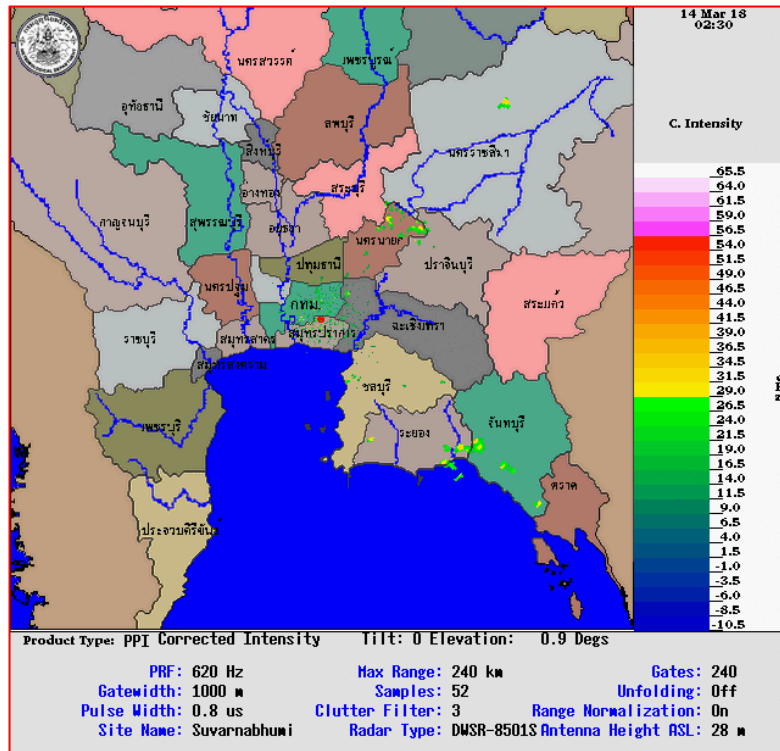 14 Mar 18
02:30
C. Intensity
65.5
64.0
61.5
59.0
56.5
54.0
51.5
49.0
46.5
44.0
41.5
39.0
36.5
34.5
31.5
29.0
26.5
24.0
21.5
19.0
16.5
14.0
11.5
9.0
6.5
4.0
1.5
-1.0
-3.5
-6.0
-8.5
-10.5
นครสวรรค์
เพชรบูรณ์
อุทัยธานี
ชัยนาท
ลพบุรี
สิงห์บุรี
นครราชสีมา
อ่างทอง
สระบุรี
กาญจนบุรี
สุพรรณบุรี
อยุธยา
นครนายก
ปราจีนบุรี
ปทุมธานี
นครปฐม
กทม.
สระแก้ว
ราชบุรี
สมุทรสาคร
สมุทรปราการ
ฉะเชิงเทรา
สมุทรสงคราม
ชลบุรี
เพชรบุรี
ระยอง
จันทบุรี
ตราด
ประจวบคีรีขันธ์
Product Type: PPI Corrected Intensity Tilt: 0 Elevation: 0.9 Degs
PRF: 620 Hz Max Range: 240 km Gates: 240
Gatewidth: 1000 m Samples: 52 Unfolding: Off
Pulse Width: 0.8 us Clutter Filter: 3 Range Normalization: On
Site Name: Suvarnabhumi Radar Type: DWSR-8501S Antenna Height ASL: 28 m